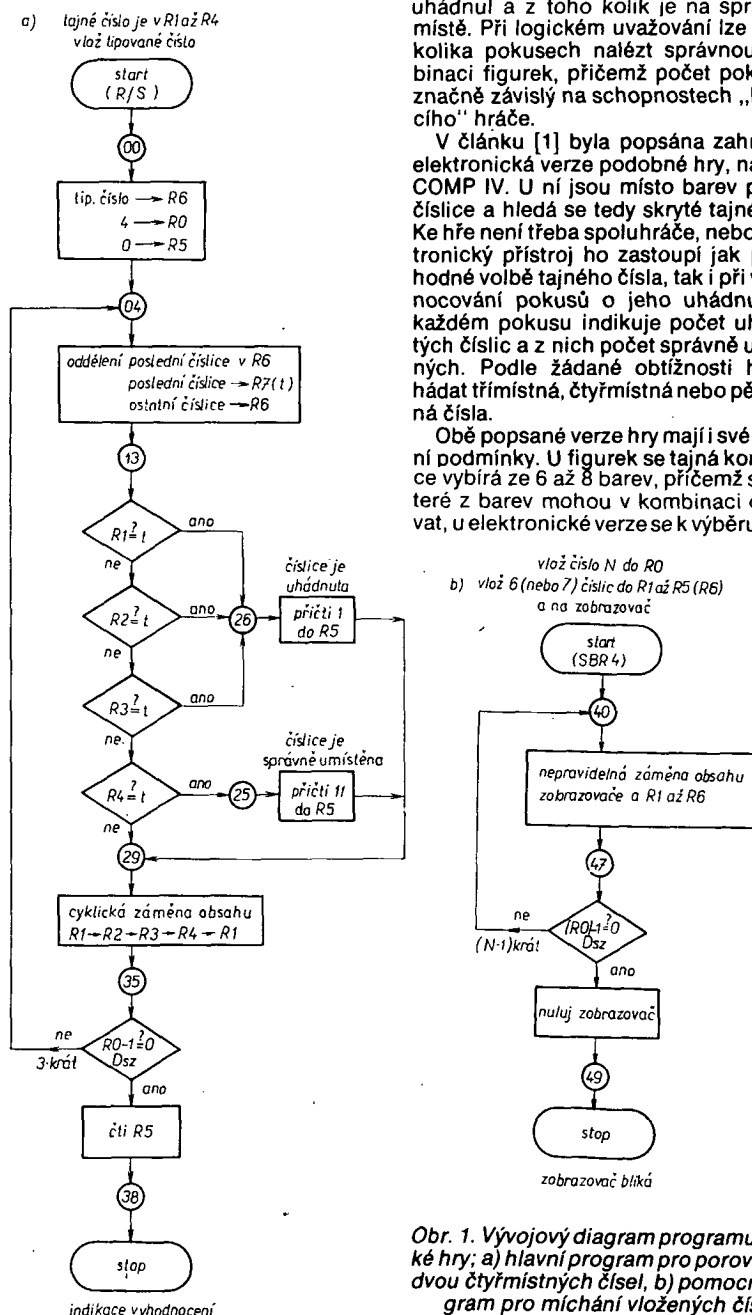 a) tajné číslo je v R1 až R4
vlož tipované číslo
start
(R/S)
00
tip. číslo → R6
4 → R0
0 → R5
04
oddělení poslední číslice v R6
poslední číslice → R7(t)
ostatní číslice → R6
13
R1 ≟ t
ano
ne
R2 ≟ t
ano
ne
R3 ≟ t
ano
ne
R4 ≟ t
ano
ne
číslice je
uhádnuta
26
přičti 1
do R5
číslice je
správně umístěna
25
přičti 11
do R5
29
cyklická záměna obsahu
R1→R2→R3→R4→R1
35
ne
3-krát
R0-1≟0
Dsz
ano
čti R5
38
stop
indikace vyhodnocení
uhádnul a z toho kolik je na spr
místě. Při logickém uvažování lze
kolika pokusech nalézt správnou
binaci figurek, přičemž počet pok
značně závislý na schopnostech
cího" hráče.
V článku [1] byla popsána zahr
elektronická verze podobné hry, na
COMP IV. U ní jsou místo barev p
číslice a hledá se tedy skryté tajné
Ke hře není třeba spoluhráče, nebo
tronický přístroj ho zastoupí jak p
hodné volbě tajného čísla, tak i při v
nocování pokusů o jeho uhádnu
každém pokusu indikuje počet uh
tých číslic a z nich počet správně u
ných. Podle žádané obtížnosti h
hádat třímístná, čtyřmístná nebo pě
ná čísla.
Obě popsané verze hry mají i své
ní podmínky. U figurek se tajná kor
ce vybírá ze 6 až 8 barev, přičemž s
teré z barev mohou v kombinaci c
vat, u elektronické verze se k výběru
vlož číslo N do R0
b) vlož 6 (nebo 7) číslic do R1 až R5 (R6)
a na zobrazovač
start
(SBR 4)
40
nepravidelná záměna obsahu
zobrazovače a R1 až R6
47
ne
(N-1)krát
(R0)-1≟0
Dsz
ano
nuluj zobrazovač
49
stop
zobrazovač bliká
Obr. 1. Vývojový diagram programu
ké hry; a) hlavní program pro porov
dvou čtyřmístných čísel, b) pomocn
gram pro míchání vložených čís